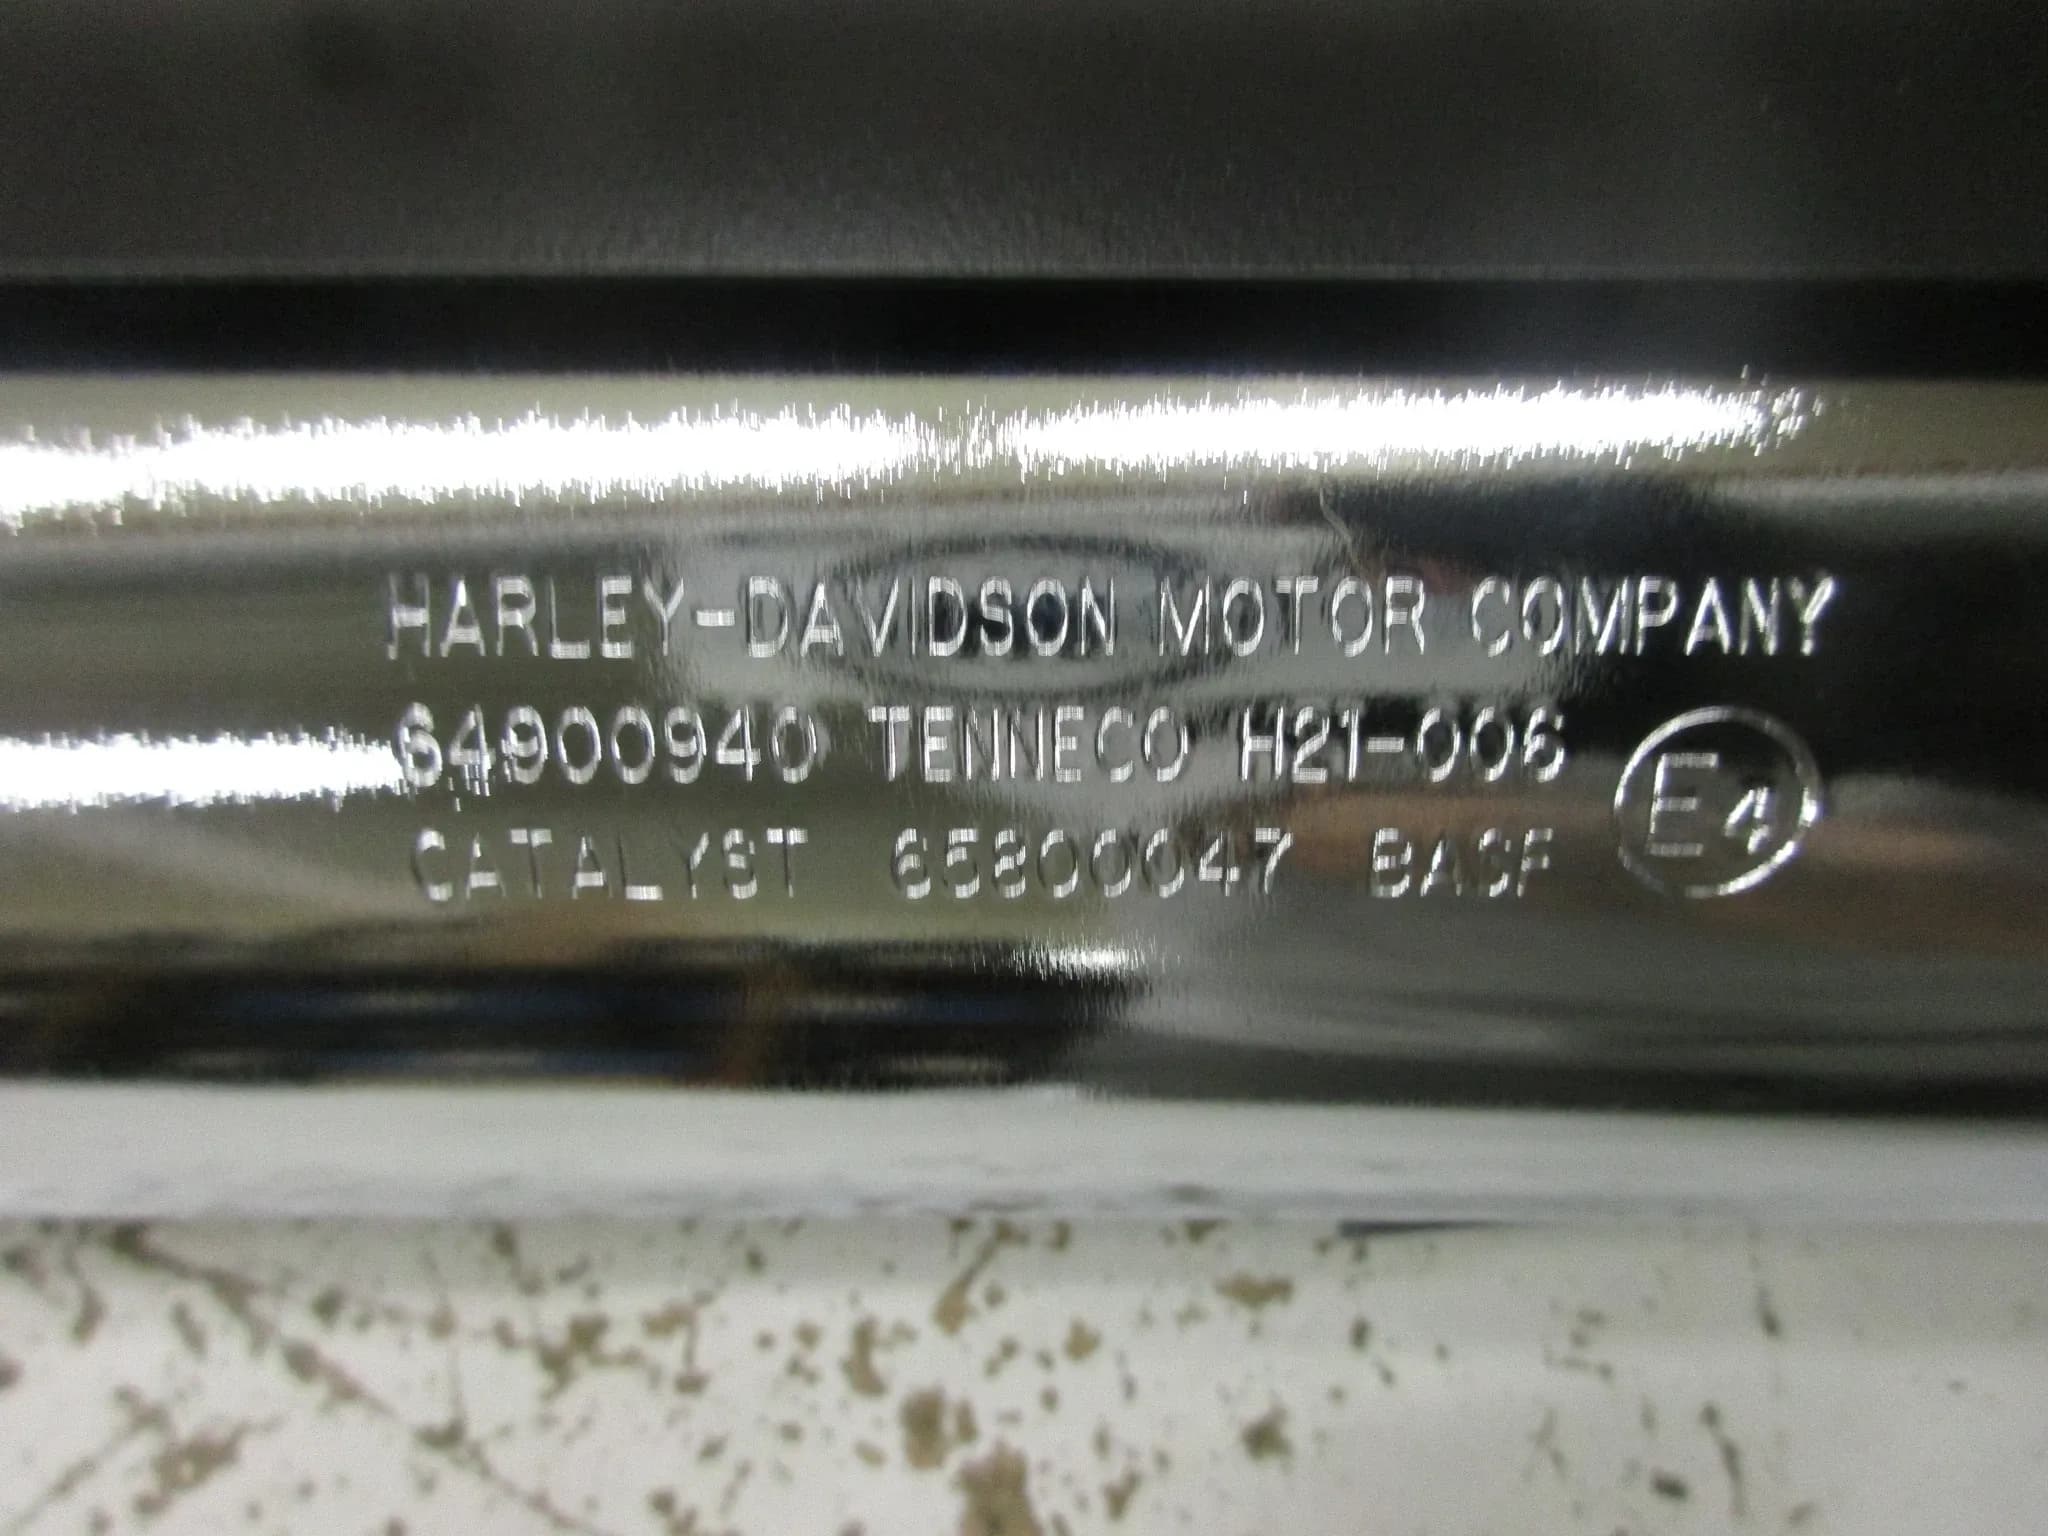 HARLEY-DAVIDSON MOTOR COMPANY
64900940 TENNECO H21-006
CATALYST 65800047 BASF
E4